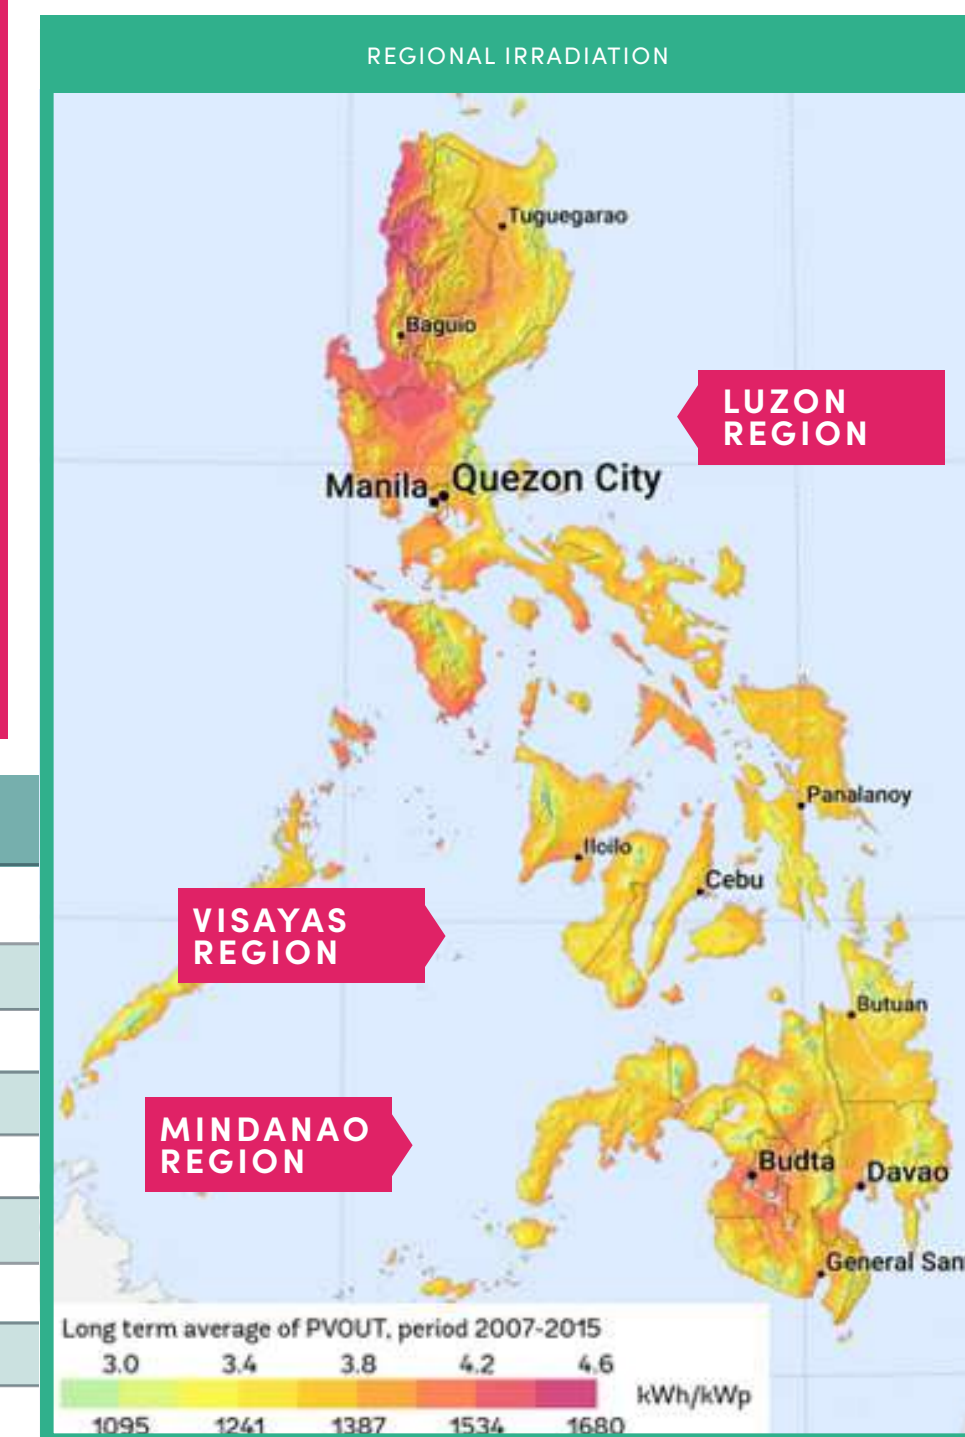 REGIONAL IRRADIATION
Tuguegarao
Baguio
LUZON
REGION
Manila
Quezon City
Panalanoy
Iloilo
Cebu
VISAYAS
REGION
Butuan
MINDANAO
REGION
Budta
Davao
General San
Long term average of PVOUT, period 2007-2015
3.0 3.4 3.8 4.2 4.6
kWh/kWp
1095 1241 1387 1534 1680